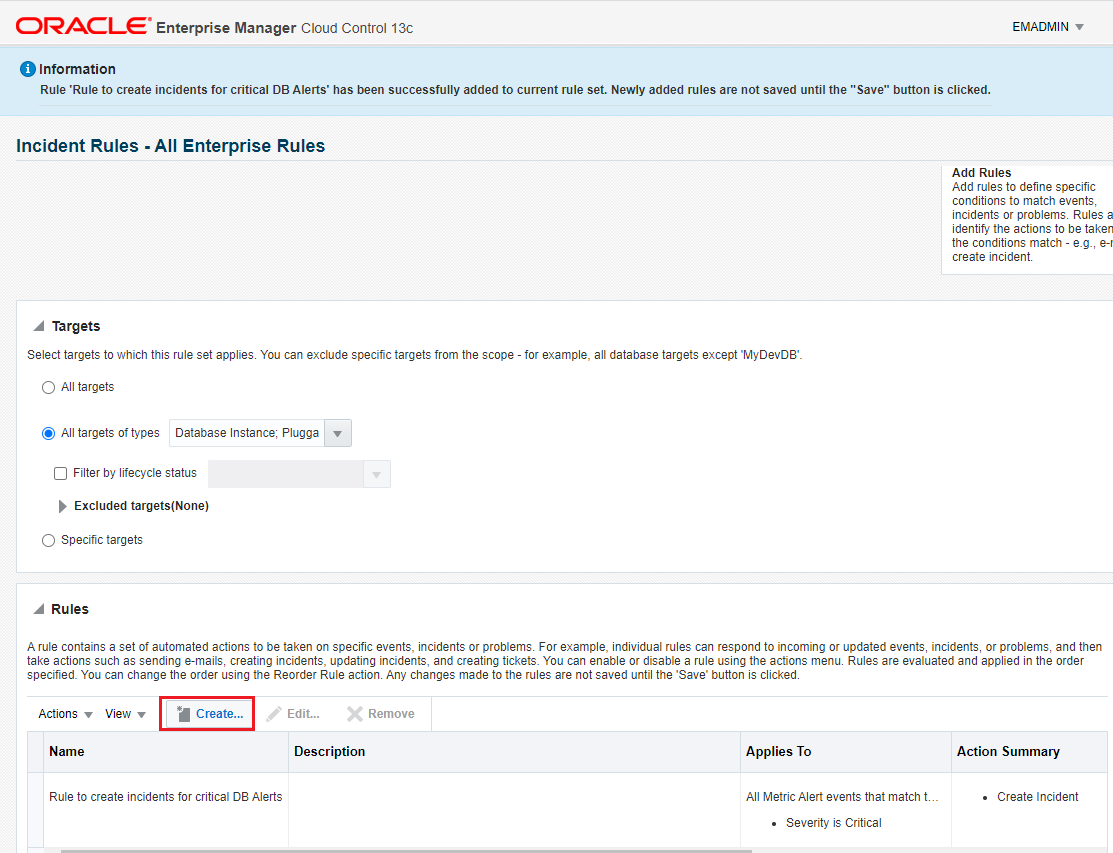 ORACLE Enterprise Manager Cloud Control 13c
EMADMIN
Information
Rule 'Rule to create incidents for critical DB Alerts' has been successfully added to current rule set. Newly added rules are not saved until the "Save" button is clicked.
Incident Rules - All Enterprise Rules
Add Rules
Add rules to define specific
conditions to match events,
incidents or problems. Rules a
identify the actions to be taken
the conditions match - e.g., e-
create incident.
Targets
Select targets to which this rule set applies. You can exclude specific targets from the scope - for example, all database targets except 'MyDevDB'.
All targets
All targets of types Database Instance; Plugga
Filter by lifecycle status
Excluded targets(None)
Specific targets
Rules
A rule contains a set of automated actions to be taken on specific events, incidents or problems. For example, individual rules can respond to incoming or updated events, incidents, or problems, and then
take actions such as sending e-mails, creating incidents, updating incidents, and creating tickets. You can enable or disable a rule using the actions menu. Rules are evaluated and applied in the order
specified. You can change the order using the Reorder Rule action. Any changes made to the rules are not saved until the 'Save' button is clicked.
Actions View Create... Edit... Remove
Name Description Applies To Action Summary
Rule to create incidents for critical DB Alerts All Metric Alert events that match t... • Create Incident
• Severity is Critical